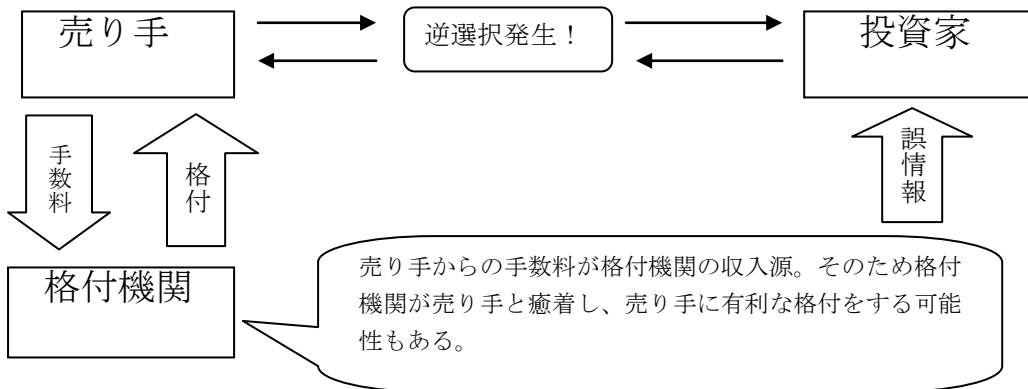 売り手
逆選択発生！
投資家
手数料
格付
誤情報
格付機関
売り手からの手数料が格付機関の収入源。そのため格付
機関が売り手と癒着し、売り手に有利な格付をする可能
性もある。